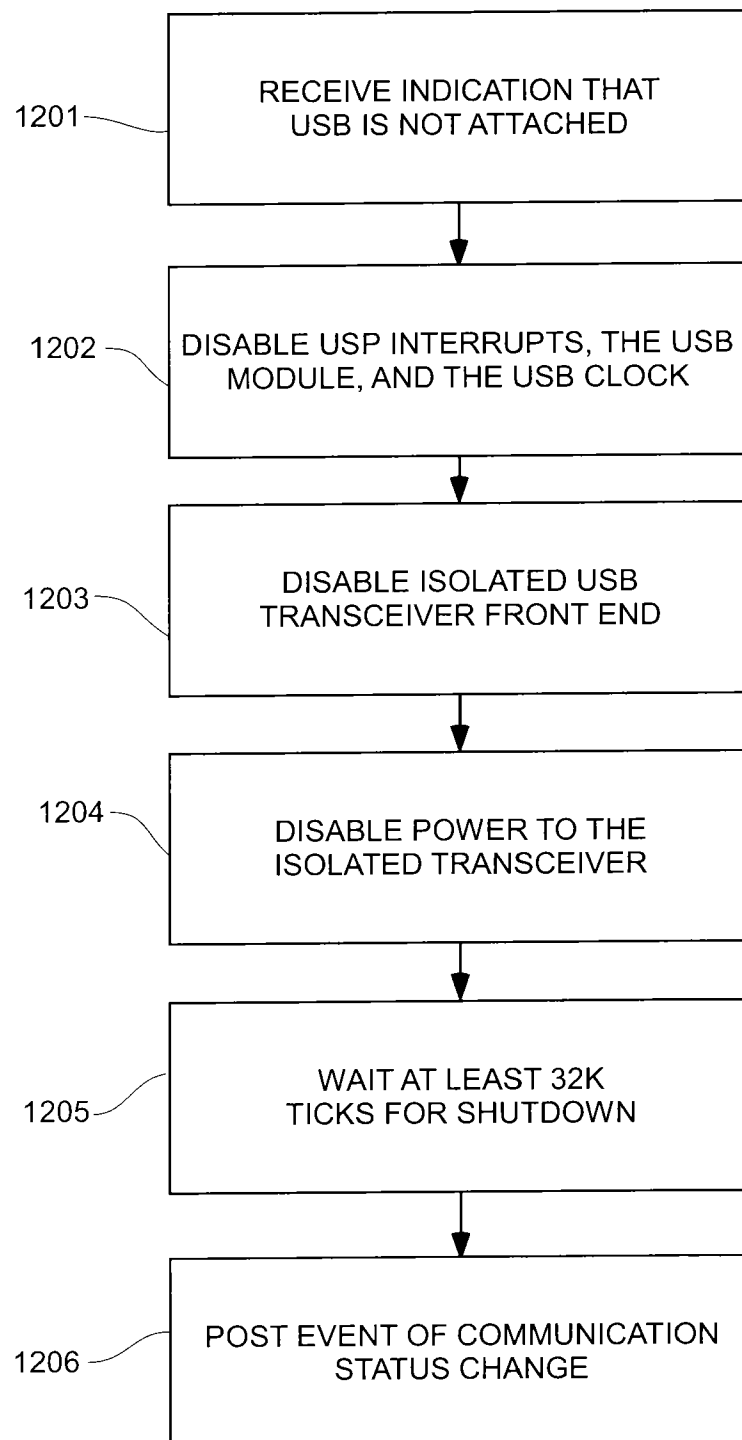 1201
RECEIVE INDICATION THAT
USB IS NOT ATTACHED
1202
DISABLE USP INTERRUPTS, THE USB
MODULE, AND THE USB CLOCK
1203
DISABLE ISOLATED USB
TRANSCEIVER FRONT END
1204
DISABLE POWER TO THE
ISOLATED TRANSCEIVER
1205
WAIT AT LEAST 32K
TICKS FOR SHUTDOWN
1206
POST EVENT OF COMMUNICATION
STATUS CHANGE